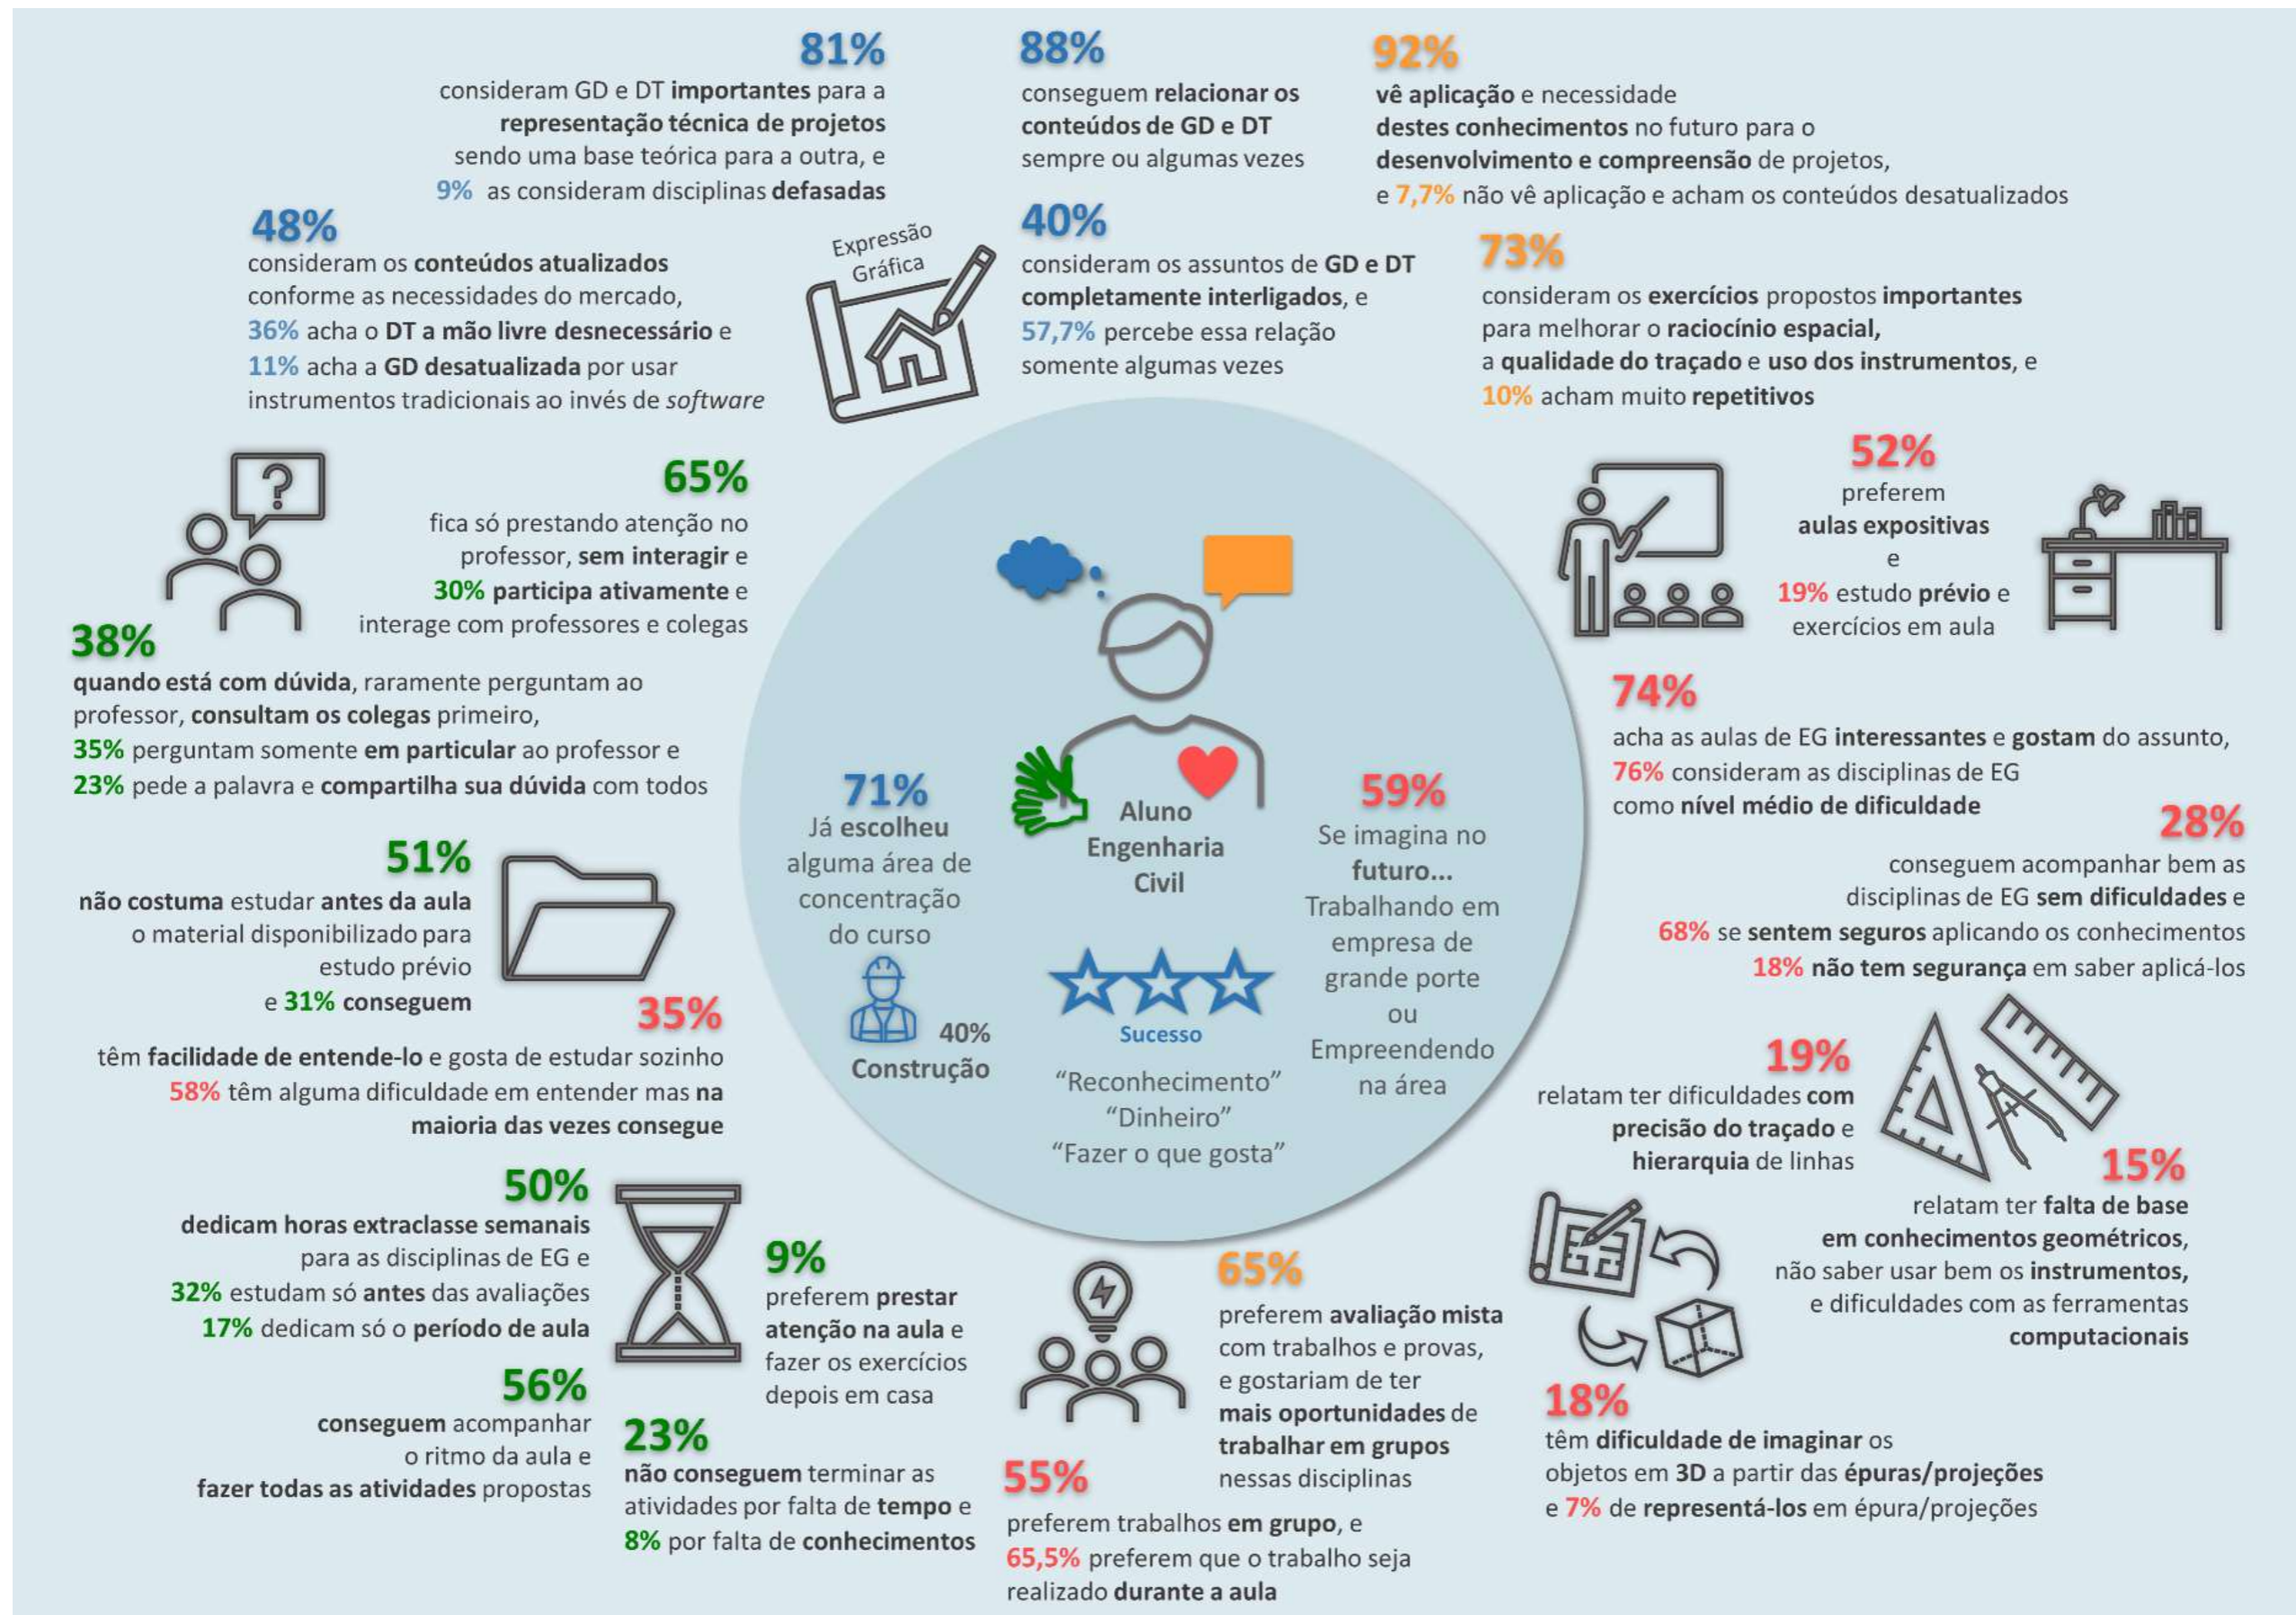 81%
consideram GD e DT importantes para a
representação técnica de projetos
sendo uma base teórica para a outra, e
9% as consideram disciplinas defasadas
88%
conseguem relacionar os
conteúdos de GD e DT
sempre ou algumas vezes
92%
vê aplicação e necessidade
destes conhecimentos no futuro para o
desenvolvimento e compreensão de projetos,
e 7,7% não vê aplicação e acham os conteúdos desatualizados
48%
consideram os conteúdos atualizados
conforme as necessidades do mercado,
36% acha o DT a mão livre desnecessário e
11% acha a GD desatualizada por usar
instrumentos tradicionais ao invés de software
Expressão
Gráfica
40%
consideram os assuntos de GD e DT
completamente interligados, e
57,7% percebe essa relação
somente algumas vezes
73%
consideram os exercícios propostos importantes
para melhorar o raciocínio espacial,
a qualidade do traçado e uso dos instrumentos, e
10% acham muito repetitivos
?
65%
fica só prestando atenção no
professor, sem interagir e
30% participa ativamente e
interage com professores e colegas
52%
preferem
aulas expositivas
e
19% estudo prévio e
exercícios em aula
38%
quando está com dúvida, raramente perguntam ao
professor, consultam os colegas primeiro,
35% perguntam somente em particular ao professor e
23% pede a palavra e compartilha sua dúvida com todos
74%
acha as aulas de EG interessantes e gostam do assunto,
76% consideram as disciplinas de EG
como nível médio de dificuldade
71%
Já escolheu
alguma área de
concentração
do curso
40%
Construção
Aluno
Engenharia
Civil
Sucesso
“Reconhecimento”
“Dinheiro”
“Fazer o que gosta”
59%
Se imagina no
futuro...
Trabalhando em
empresa de
grande porte
ou
Empreendendo
na área
28%
conseguem acompanhar bem as
disciplinas de EG sem dificuldades e
68% se sentem seguros aplicando os conhecimentos
18% não tem segurança em saber aplicá-los
51%
não costuma estudar antes da aula
o material disponibilizado para
estudo prévio
e 31% conseguem
35%
têm facilidade de entende-lo e gosta de estudar sozinho
58% têm alguma dificuldade em entender mas na
maioria das vezes consegue
19%
relatam ter dificuldades com
precisão do traçado e
hierarquia de linhas
15%
relatam ter falta de base
em conhecimentos geométricos,
não saber usar bem os instrumentos,
e dificuldades com as ferramentas
computacionais
50%
dedicam horas extraclasse semanais
para as disciplinas de EG e
32% estudam só antes das avaliações
17% dedicam só o período de aula
9%
preferem prestar
atenção na aula e
fazer os exercícios
depois em casa
65%
preferem avaliação mista
com trabalhos e provas,
e gostariam de ter
mais oportunidades de
trabalhar em grupos
nessas disciplinas
56%
conseguem acompanhar
o ritmo da aula e
fazer todas as atividades propostas
23%
não conseguem terminar as
atividades por falta de tempo e
8% por falta de conhecimentos
55%
preferem trabalhos em grupo, e
65,5% preferem que o trabalho seja
realizado durante a aula
18%
têm dificuldade de imaginar os
objetos em 3D a partir das épuras/projeções
e 7% de representá-los em épura/projeções